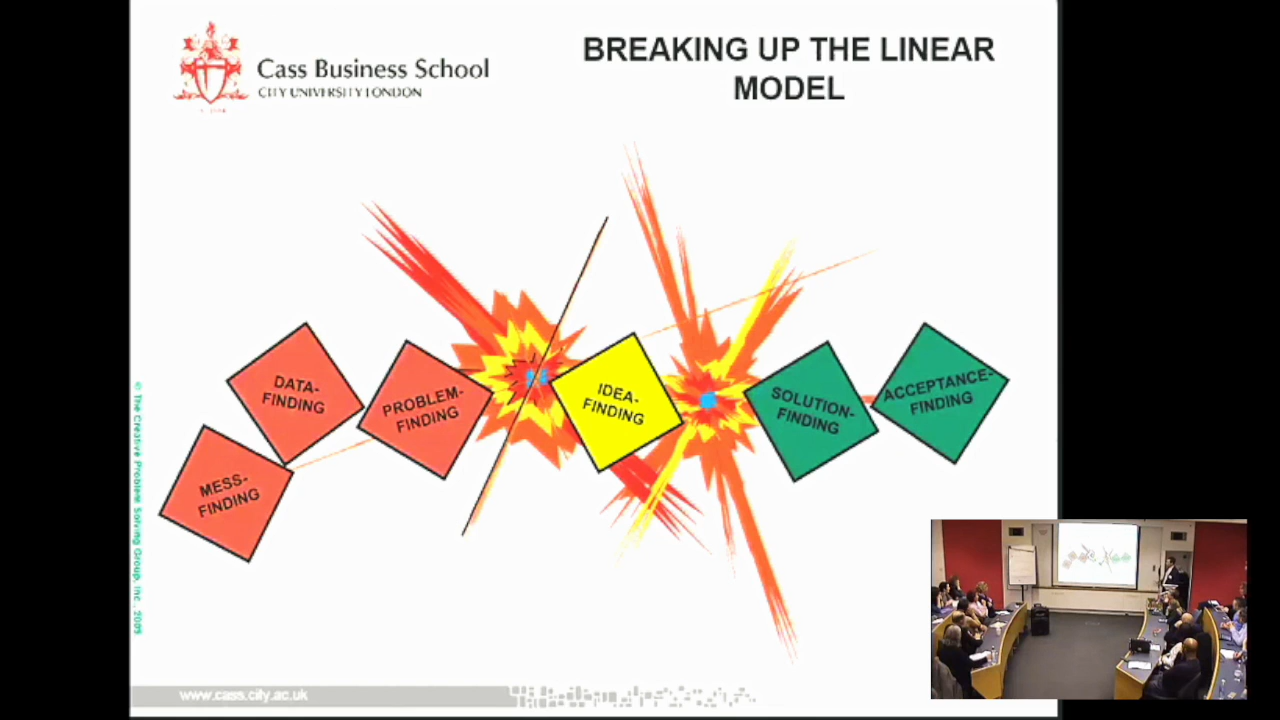 Cass Business School
CITY UNIVERSITY LONDON
BREAKING UP THE LINEAR
MODEL
MESS-
FINDING
DATA-
FINDING
PROBLEM-
FINDING
IDEA-
FINDING
SOLUTION-
FINDING
ACCEPTANCE-
FINDING
© The Creative Problem Solving Group, Inc., 2009
www.cass.city.ac.uk